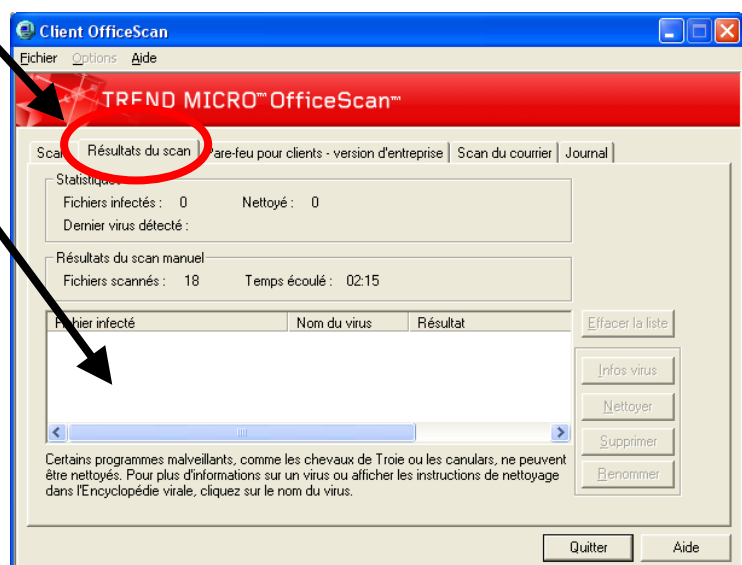 Client OfficeScan
Fichier Options Aide
TREND MICRO™ OfficeScan™
Scan Résultats du scan Pare-feu pour clients - version d'entreprise Scan du courrier Journal
Statistiques
Fichiers infectés : 0 Nettoyé : 0
Dernier virus détecté :
Résultats du scan manuel
Fichiers scannés : 18 Temps écoulé : 02:15
Fichier infecté Nom du virus Résultat
Effacer la liste
Infos virus
Nettoyer
Supprimer
Renommer
Certains programmes malveillants, comme les chevaux de Troie ou les canulars, ne peuvent
être nettoyés. Pour plus d'informations sur un virus ou afficher les instructions de nettoyage
dans l'Encyclopédie virale, cliquez sur le nom du virus.
Quitter Aide